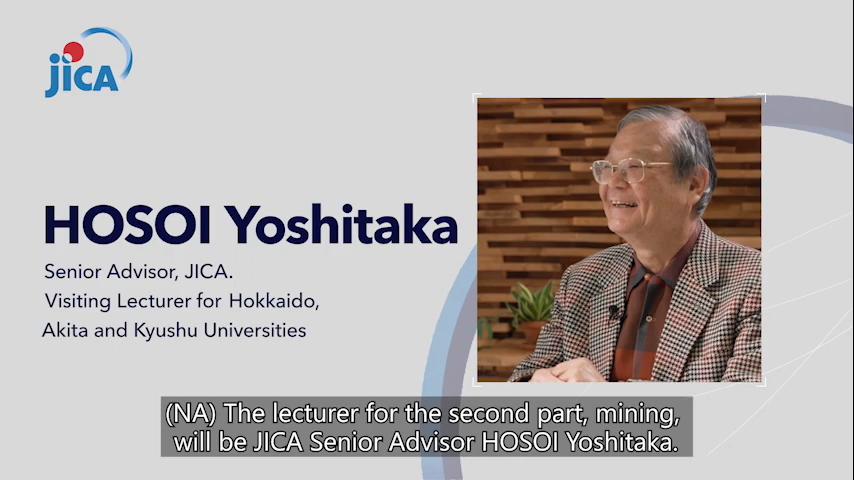 JICA
HOSOI Yoshitaka
Senior Advisor, JICA.
Visiting Lecturer for Hokkaido,
Akita and Kyushu Universities
(NA) The lecturer for the second part, mining,
will be JICA Senior Advisor HOSOI Yoshitaka.